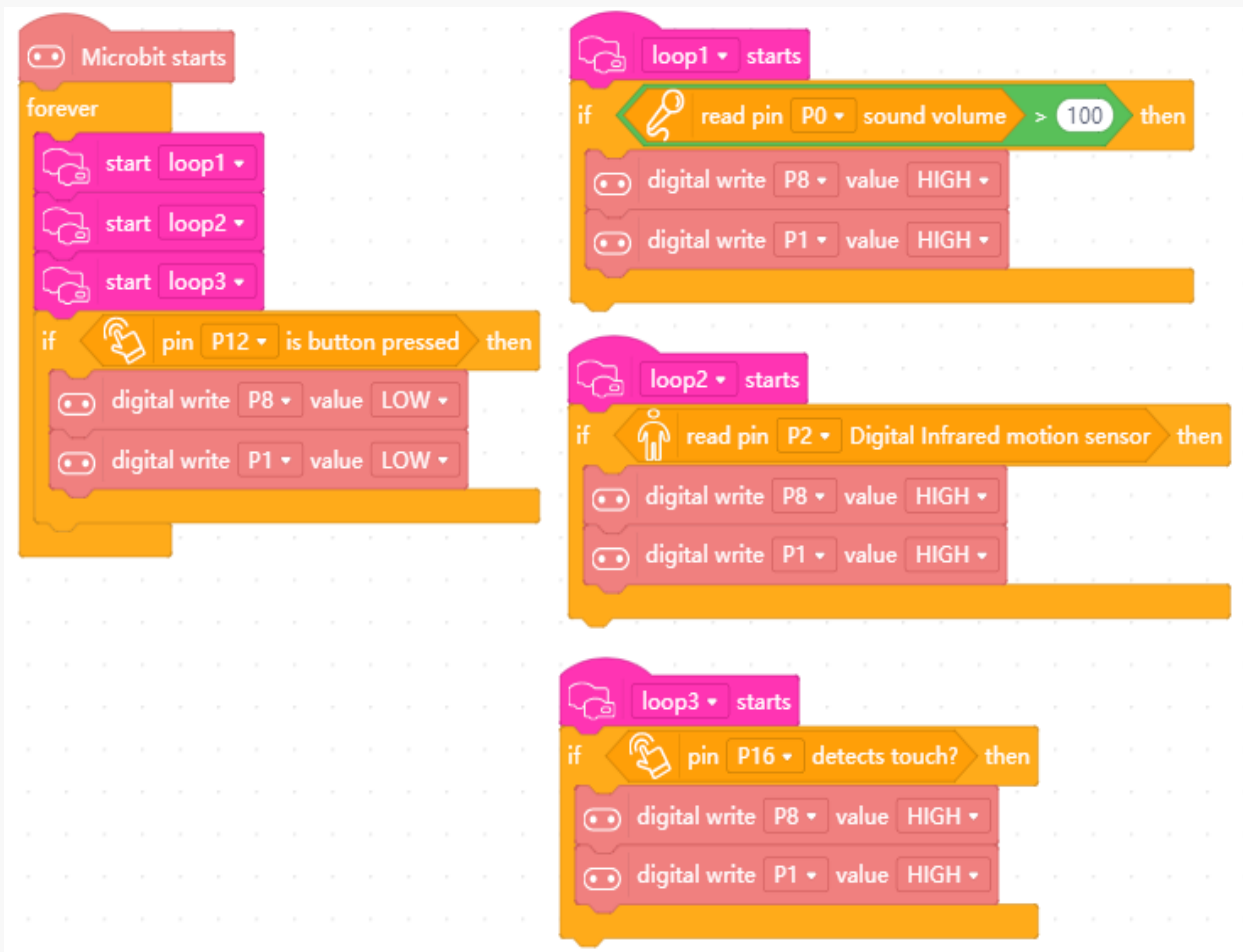 Microbit starts
forever
start loop1
start loop2
start loop3
if pin P12 is button pressed then
digital write P8 value LOW
digital write P1 value LOW
loop1 starts
if read pin P0 sound volume > 100 then
digital write P8 value HIGH
digital write P1 value HIGH
loop2 starts
if read pin P2 Digital Infrared motion sensor then
digital write P8 value HIGH
digital write P1 value HIGH
loop3 starts
if pin P16 detects touch? then
digital write P8 value HIGH
digital write P1 value HIGH